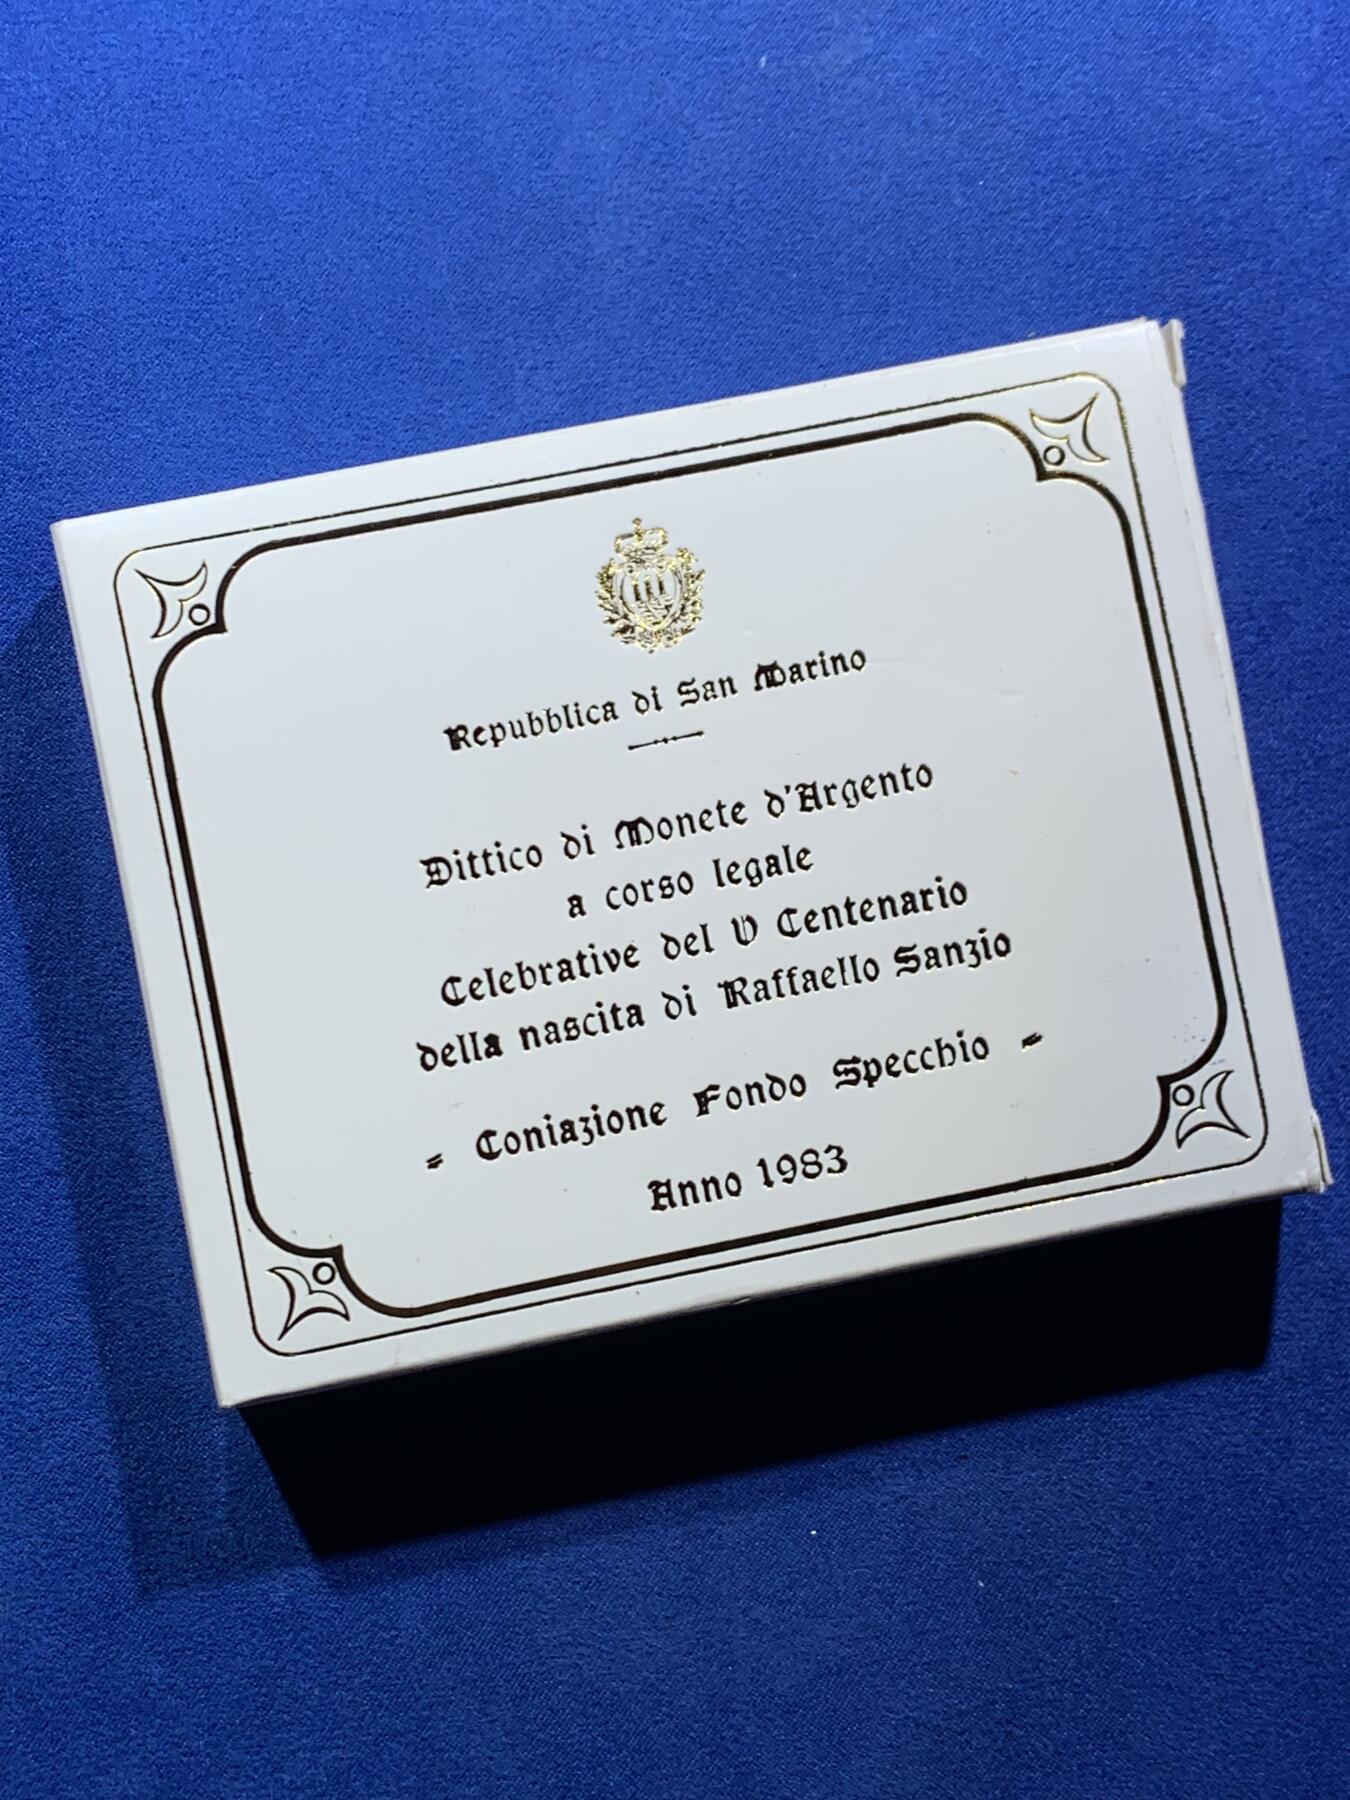 Repubblica di San Marino
Dittico di Monete d'Argento
a corso legale
Celebrative del V Centenario
della nascita di Raffaello Sanzio
- Coniazione Fondo Specchio -
Anno 1983